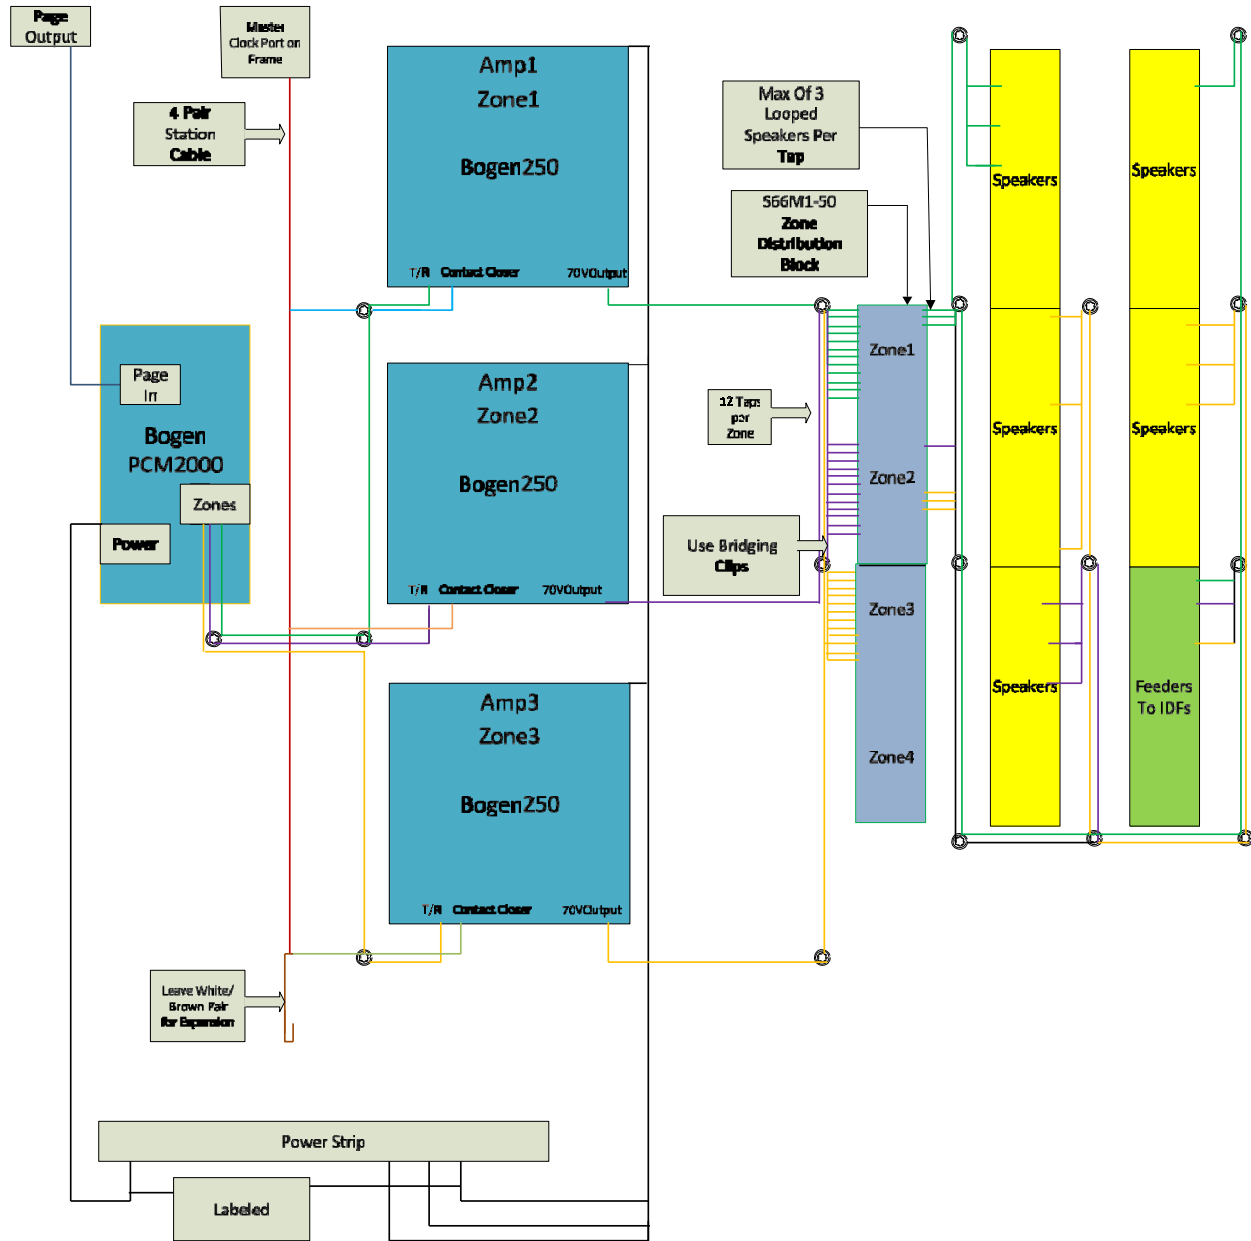 Page
Output
Master
Clock Port on
Frame
4 Pair
Station
Cable
Amp1
Zone1
Bogen250
T/R Contact Closer 70VOutput
Max Of 3
Looped
Speakers Per
Tap
S66M1-50
Zone
Distribution
Block
Speakers
Speakers
Page
In
Bogen
PCM2000
Zones
Power
Amp2
Zone2
Bogen250
T/R Contact Closer 70VOutput
12 Taps
per
Zone
Use Bridging
Clips
Zone1
Zone2
Zone3
Zone4
Speakers
Speakers
Speakers
Feeders
To IDFs
Amp3
Zone3
Bogen250
T/R Contact Closer 70VOutput
Leave White/
Brown Pair
for Expansion
Power Strip
Labeled